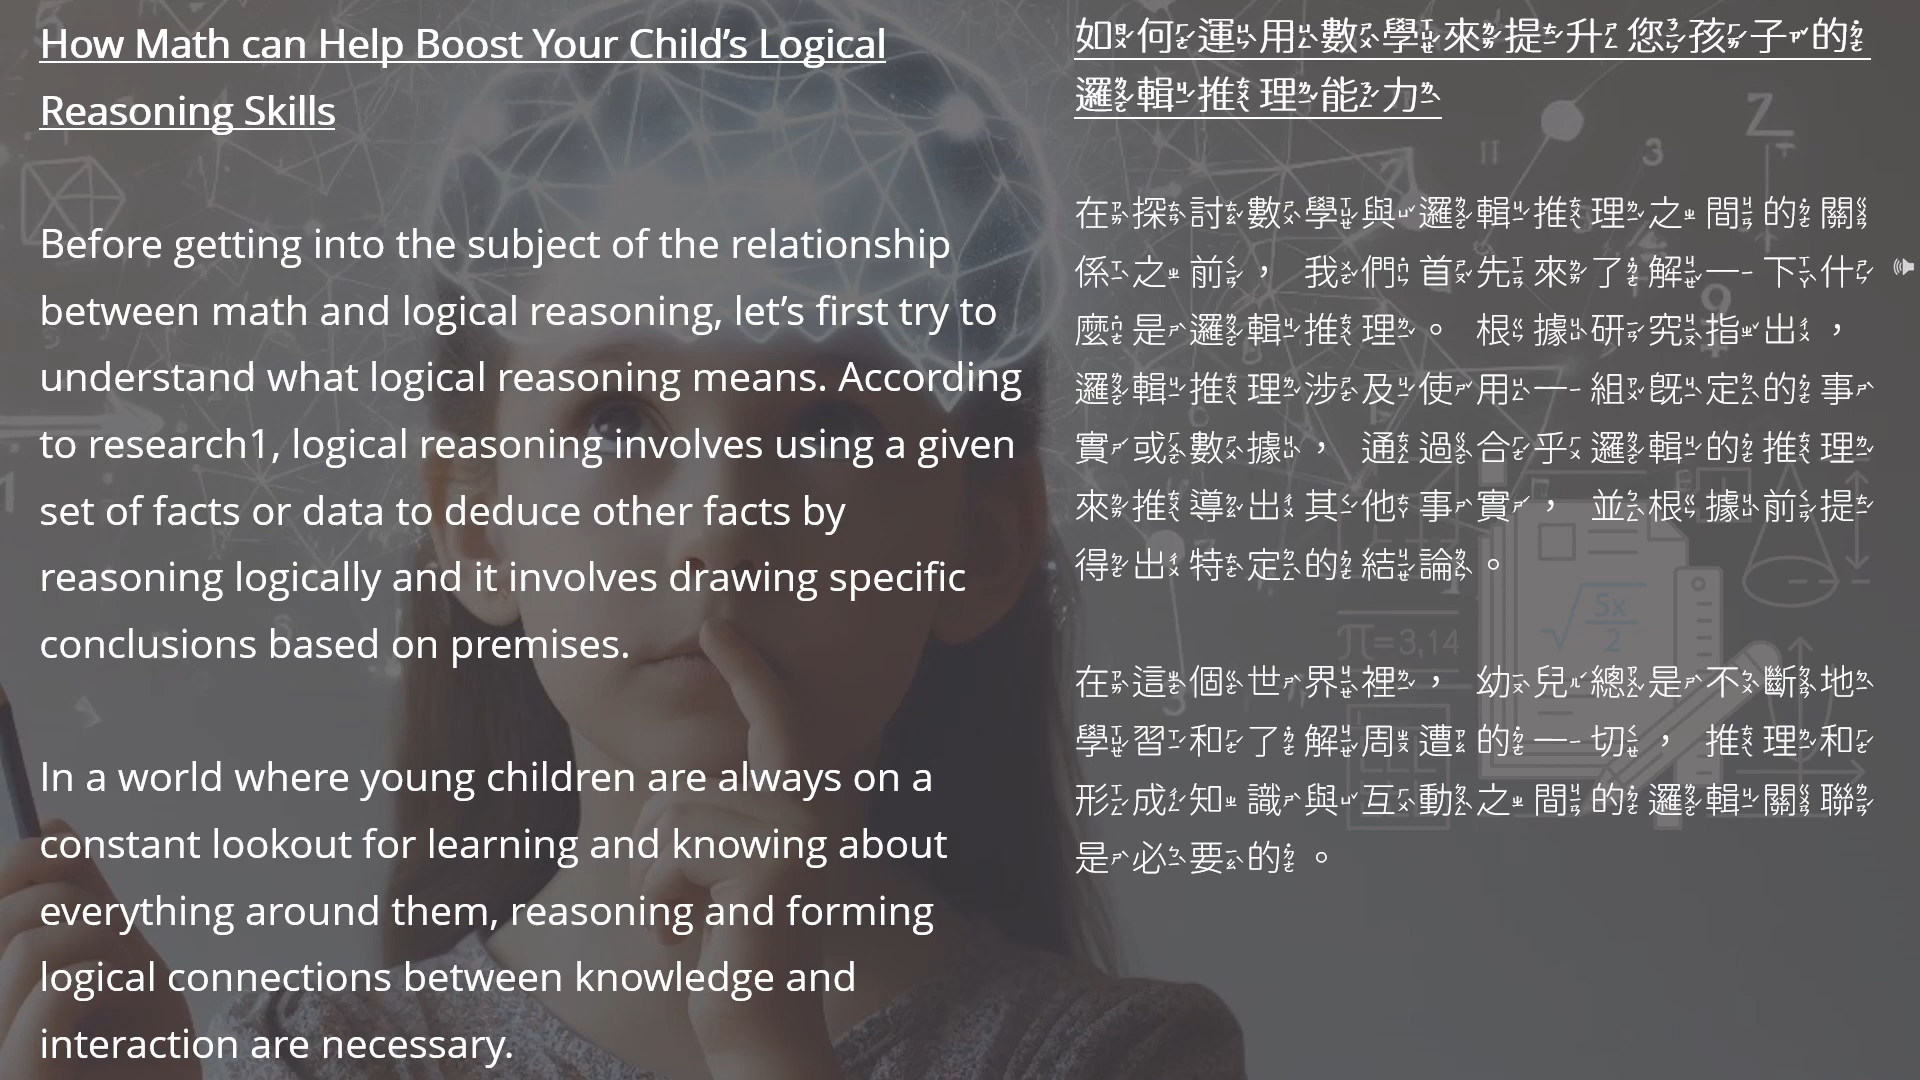 How Math can Help Boost Your Child’s Logical
Reasoning Skills
Before getting into the subject of the relationship
between math and logical reasoning, let’s first try to
understand what logical reasoning means. According
to research1, logical reasoning involves using a given
set of facts or data to deduce other facts by
reasoning logically and it involves drawing specific
conclusions based on premises.
In a world where young children are always on a
constant lookout for learning and knowing about
everything around them, reasoning and forming
logical connections between knowledge and
interaction are necessary.
如何運用數學來提升您孩子的
邏輯推理能力
在探討數學與邏輯推理之間的關
係之前，我們首先來了解一下什
麼是邏輯推理。根據研究指出，
邏輯推理涉及使用一組既定的事
實或數據，通過合乎邏輯的推理
來推導出其他事實，並根據前提
得出特定的結論。
在這個世界裡，幼兒總是不斷地
學習和了解周遭的一切，推理和
形成知識與互動之間的邏輯關聯
是必要的。
Z
3
π=3,14
√5x/2